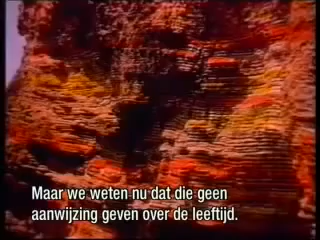 Maar we weten nu dat die geen
aanwijzing geven over de leeftijd.